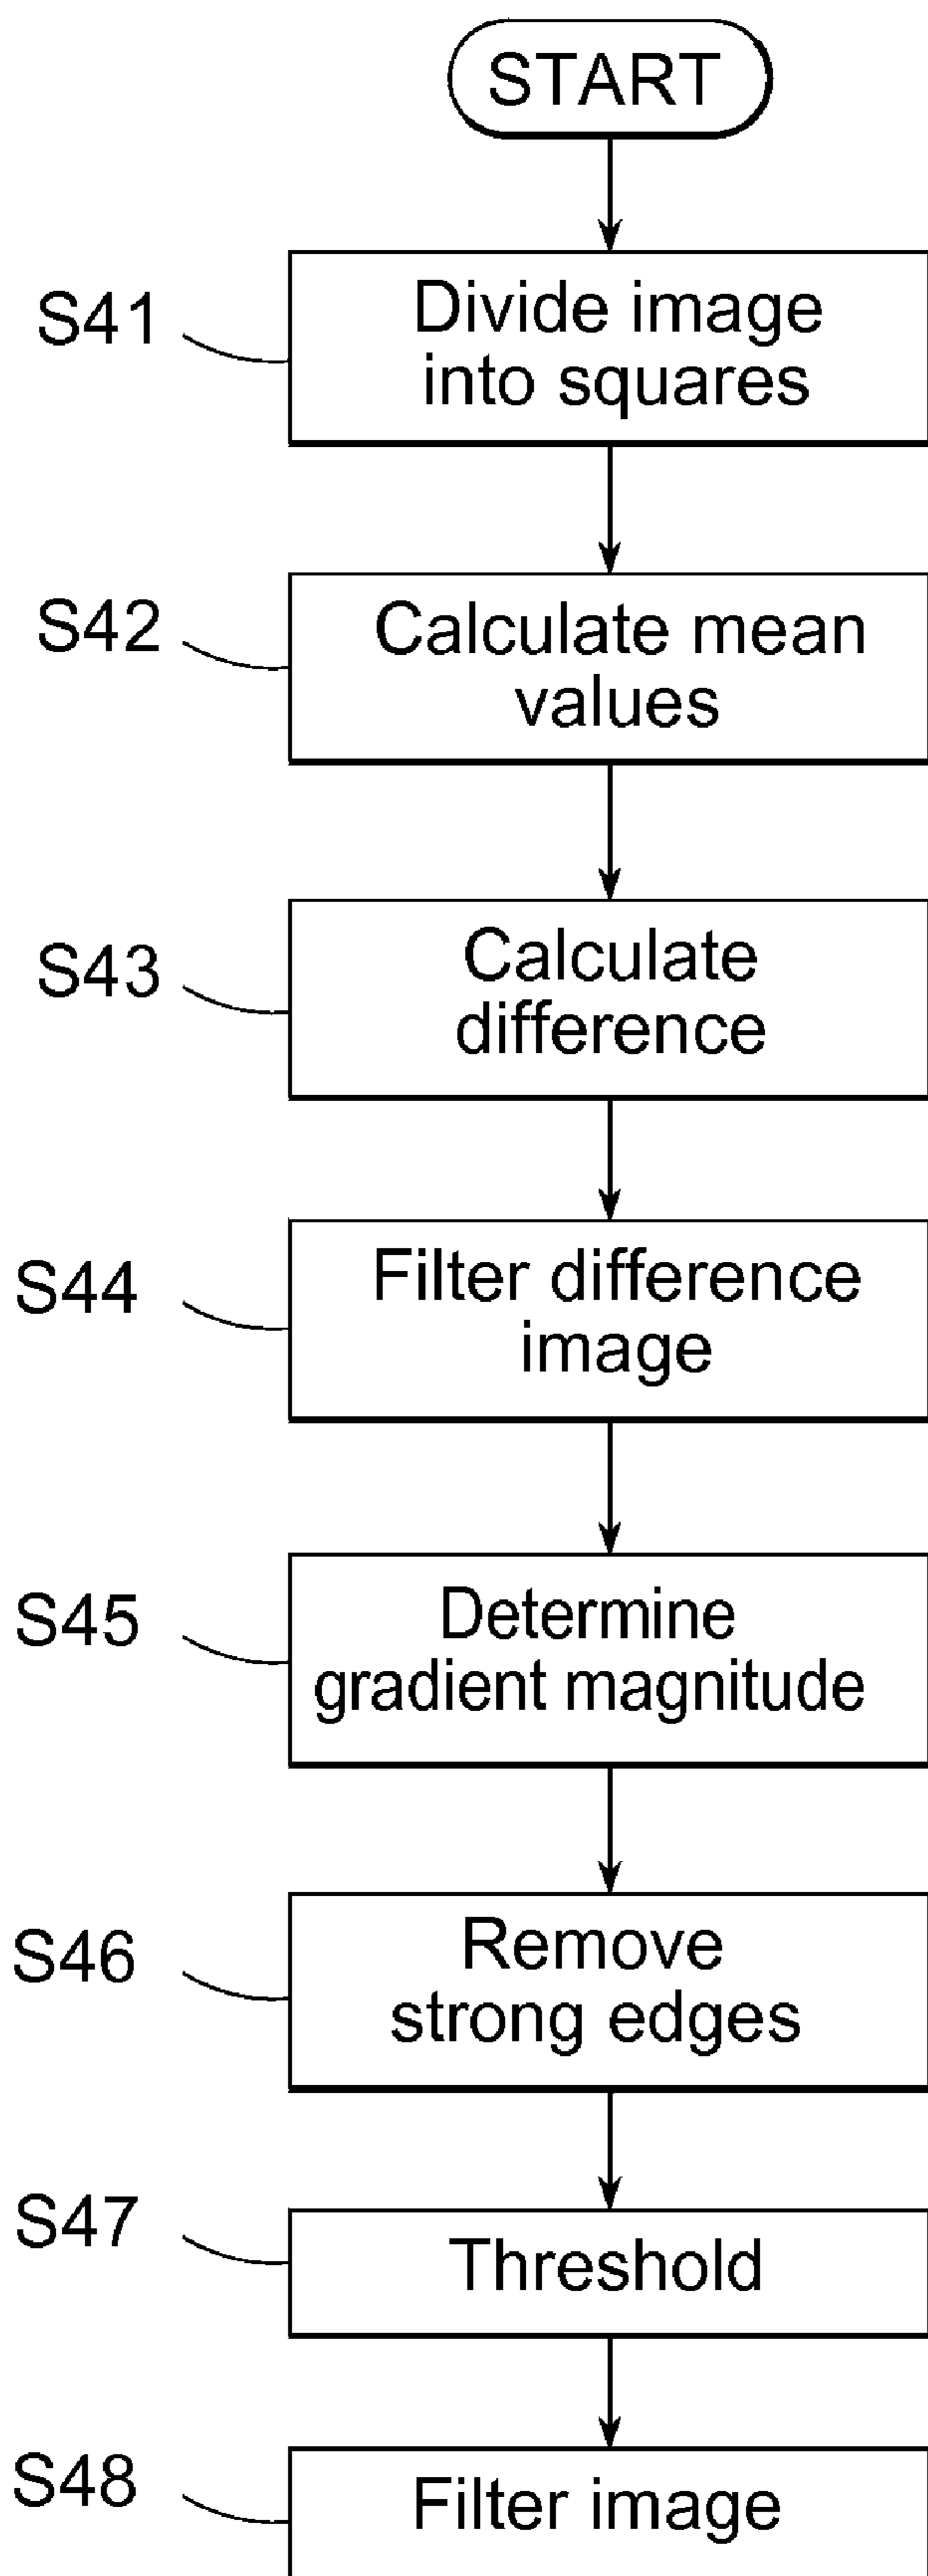 START
S41
Divide image
into squares
S42
Calculate mean
values
S43
Calculate
difference
S44
Filter difference
image
S45
Determine
gradient magnitude
S46
Remove
strong edges
S47
Threshold
S48
Filter image